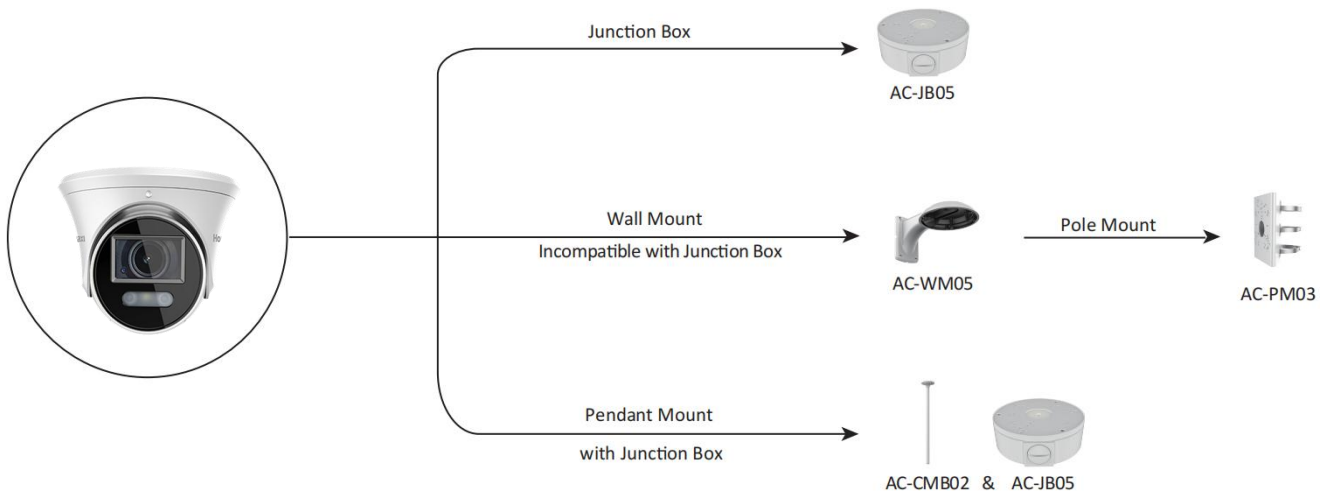 Junction Box
AC-JB05
Wall Mount
Incompatible with Junction Box
AC-WM05
Pole Mount
AC-PM03
Pendant Mount
with Junction Box
AC-CMB02 & AC-JB05